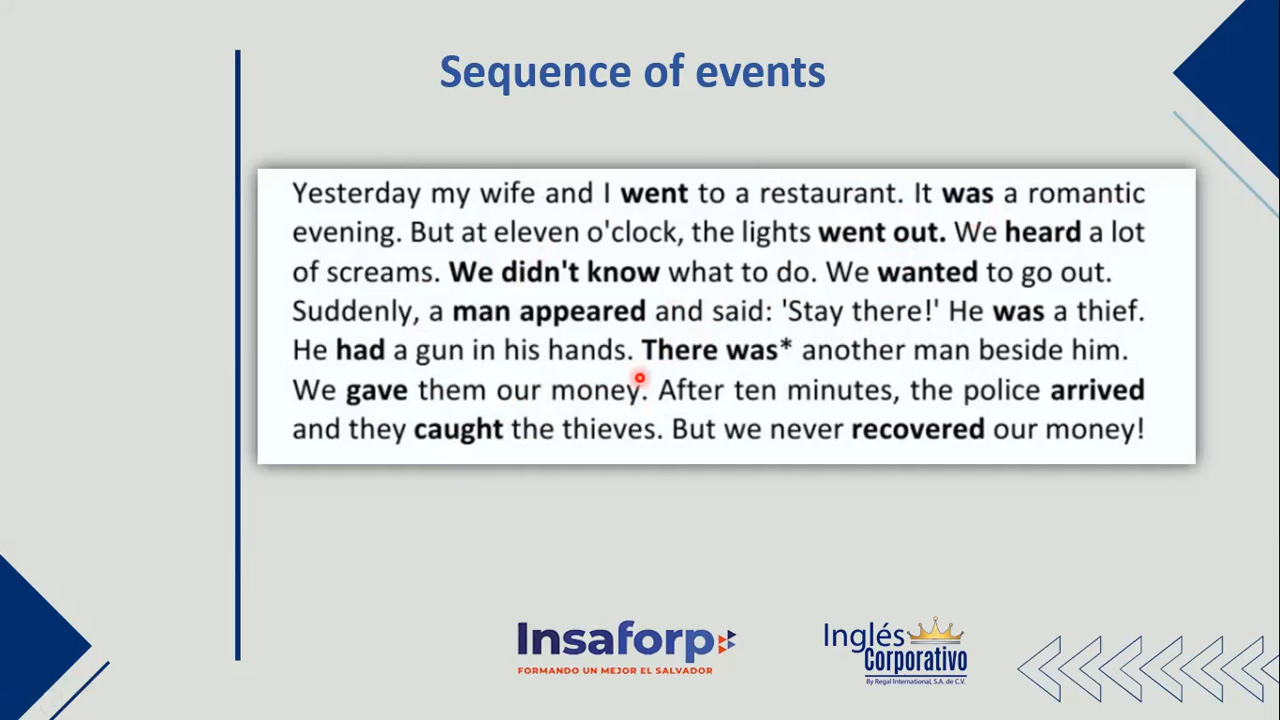 Sequence of events
Yesterday my wife and I went to a restaurant. It was a romantic
evening. But at eleven o'clock, the lights went out. We heard a lot
of screams. We didn't know what to do. We wanted to go out.
Suddenly, a man appeared and said: 'Stay there!' He was a thief.
He had a gun in his hands. There was* another man beside him.
We gave them our money. After ten minutes, the police arrived
and they caught the thieves. But we never recovered our money!
Insaforp
FORMANDO UN MEJOR EL SALVADOR
Inglés
Corporativo
By Regal International, S.A. de C.V.